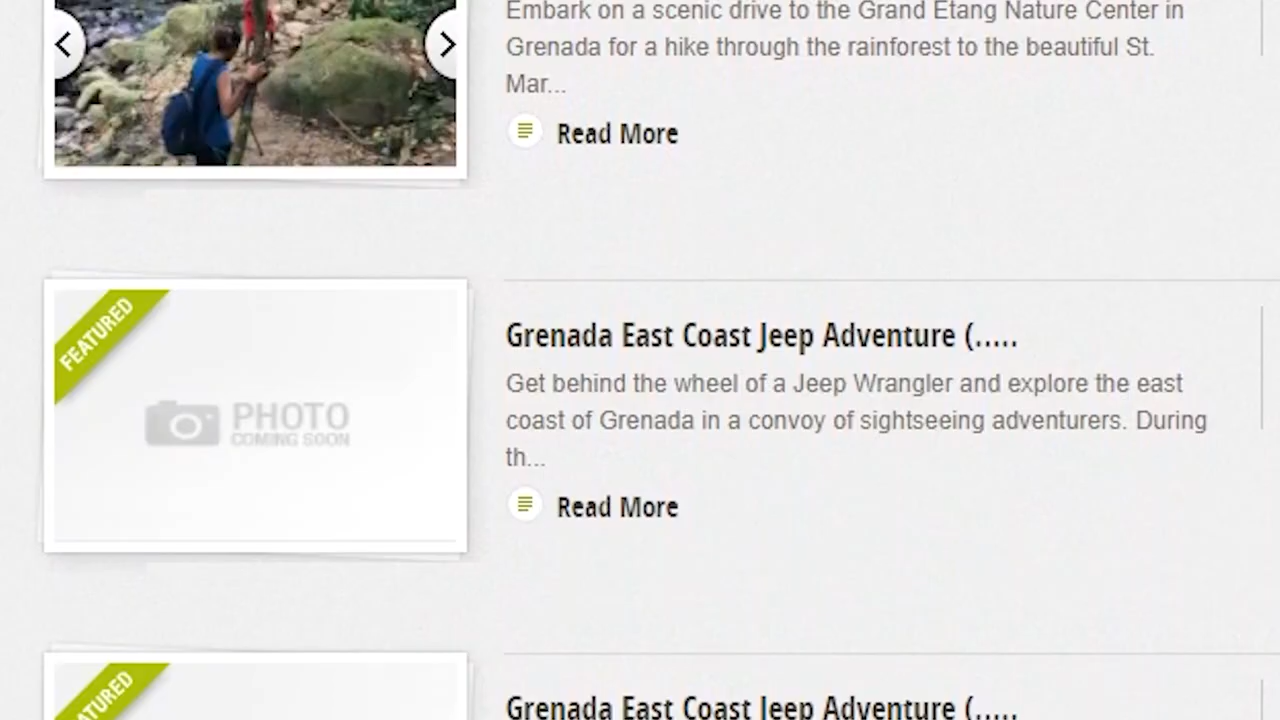 Embark on a scenic drive to the Grand Etang Nature Center in
Grenada for a hike through the rainforest to the beautiful St.
Mar...
Read More
FEATURED
PHOTO
COMING SOON
Grenada East Coast Jeep Adventure (.....
Get behind the wheel of a Jeep Wrangler and explore the east
coast of Grenada in a convoy of sightseeing adventurers. During
th...
Read More
ATURED
Grenada East Coast Jeep Adventure (.....